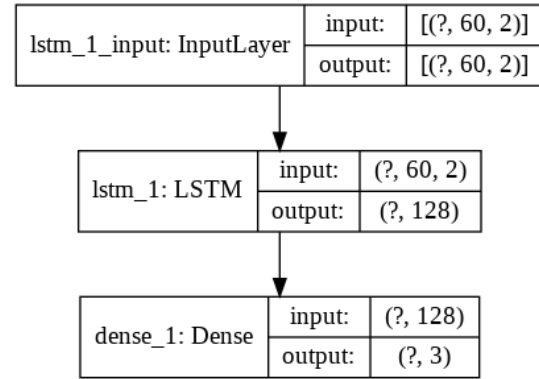 lstm_1_input: InputLayer
input: [(?, 60, 2)]
output: [(?, 60, 2)]
lstm_1: LSTM
input: (?, 60, 2)
output: (?, 128)
dense_1: Dense
input: (?, 128)
output: (?, 3)